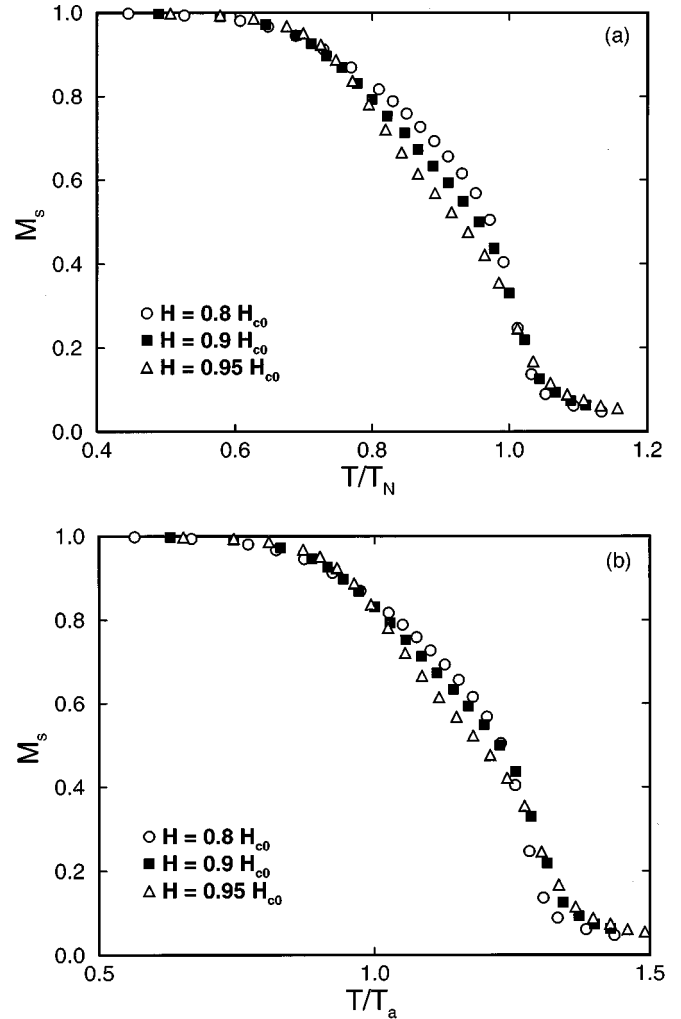 (a)
1.0
0.8
0.6
0.4
0.2
0.0
M_s
H = 0.8 H_c0
H = 0.9 H_c0
H = 0.95 H_c0
0.4 0.6 0.8 1.0 1.2
T/T_N
(b)
1.0
0.8
0.6
0.4
0.2
0.0
M_s
H = 0.8 H_c0
H = 0.9 H_c0
H = 0.95 H_c0
0.5 1.0 1.5
T/T_a